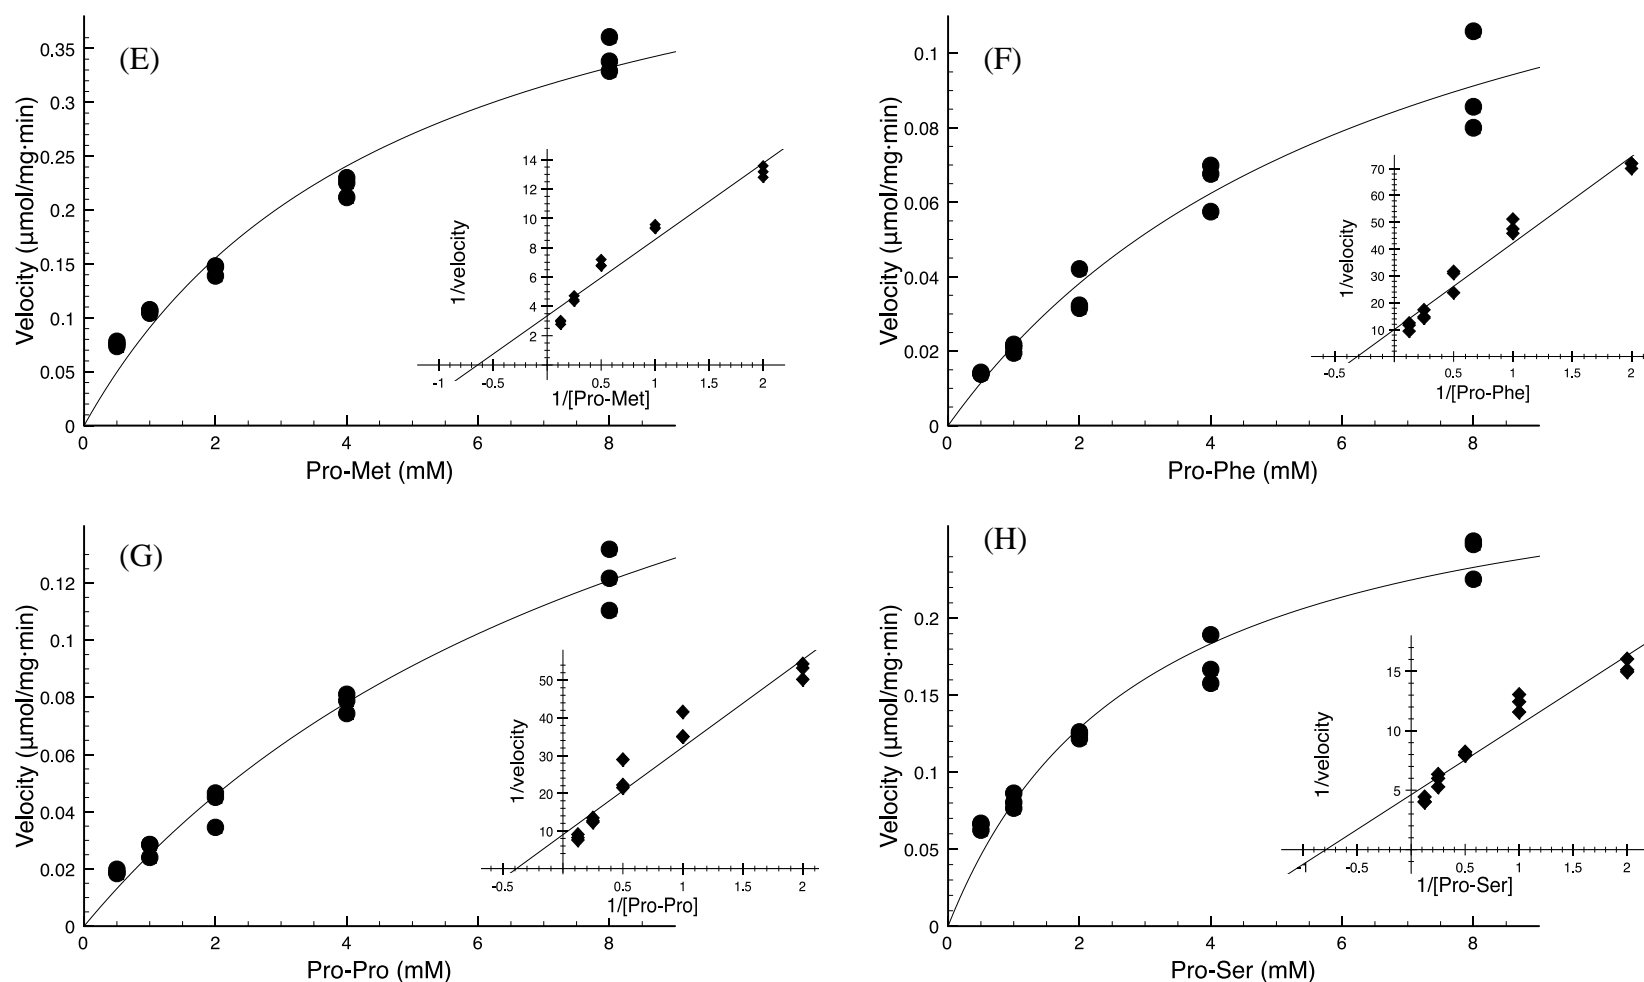 (E)
Velocity (µmol/mg·min)
0.35
0.3
0.25
0.2
0.15
0.1
0.05
0
0 2 4 6 8
Pro-Met (mM)
1/velocity
14
12
10
8
6
4
2
-1 -0.5 0.5 1 1.5 2
1/[Pro-Met]
(F)
Velocity (µmol/mg·min)
0.1
0.08
0.06
0.04
0.02
0
0 2 4 6 8
Pro-Phe (mM)
1/velocity
70
60
50
40
30
20
10
-0.5 0.5 1 1.5 2
1/[Pro-Phe]
(G)
Velocity (µmol/mg·min)
0.12
0.1
0.08
0.06
0.04
0.02
0
0 2 4 6 8
Pro-Pro (mM)
1/velocity
50
40
30
20
10
-0.5 0.5 1 1.5 2
1/[Pro-Pro]
(H)
Velocity (µmol/mg·min)
0.2
0.15
0.1
0.05
0
0 2 4 6 8
Pro-Ser (mM)
1/velocity
15
10
5
-1 -0.5 0.5 1 1.5 2
1/[Pro-Ser]